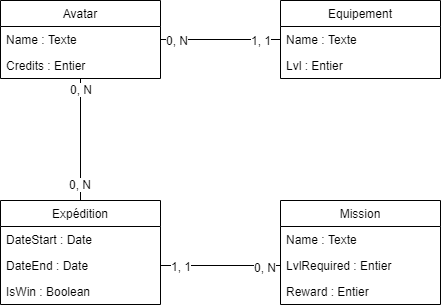 Avatar
Name : Texte
Credits : Entier
0, N
1, 1
Equipement
Name : Texte
Lvl : Entier
0, N
0, N
Expédition
DateStart : Date
DateEnd : Date
IsWin : Boolean
1, 1
0, N
Mission
Name : Texte
LvlRequired : Entier
Reward : Entier